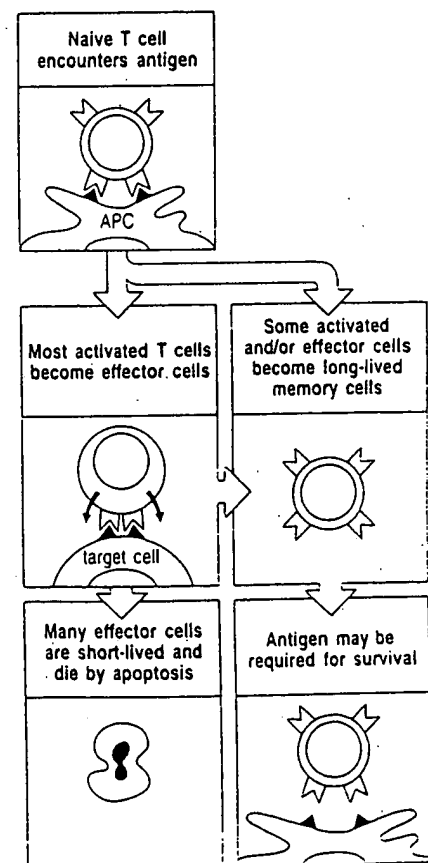 Naive T cell
encounters antigen
APC
Most activated T cells
become effector cells
Some activated
and/or effector cells
become long-lived
memory cells
target cell
Many effector cells
are short-lived and
die by apoptosis
Antigen may be
required for survival